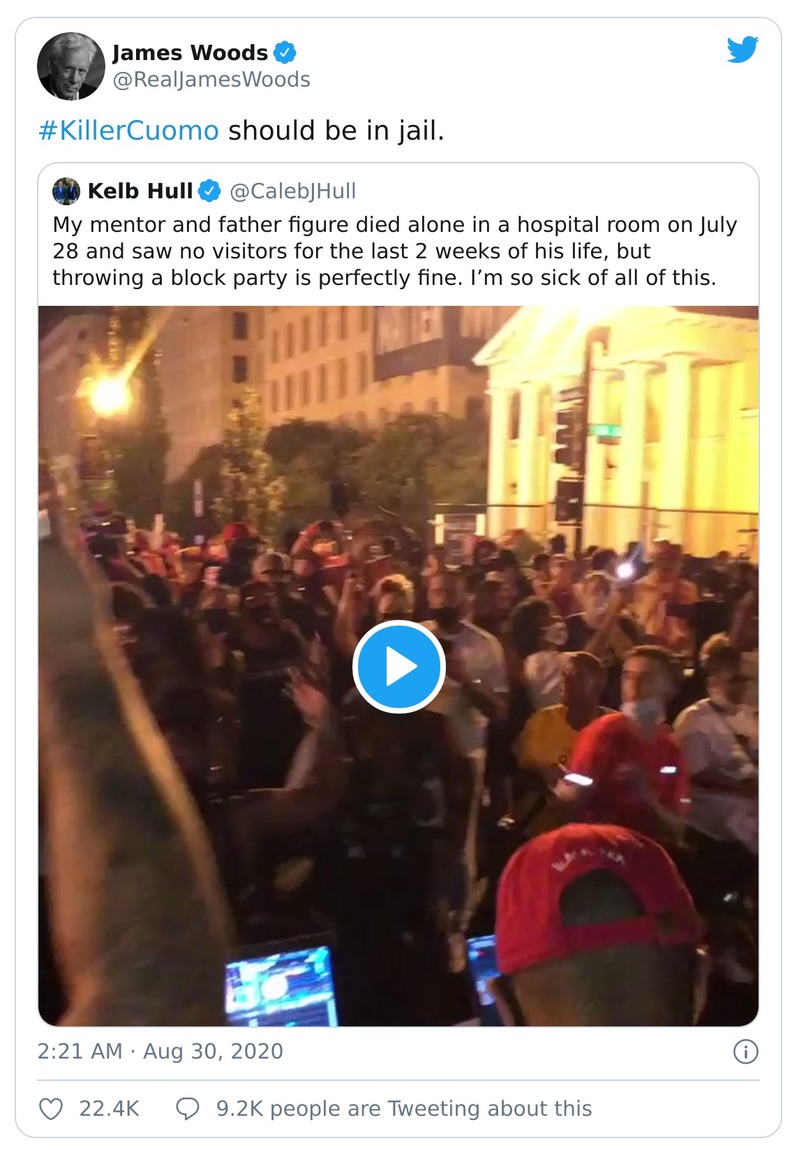 James Woods
@RealJamesWoods
#KillerCuomo should be in jail.
Kelb Hull @CalebJHull
My mentor and father figure died alone in a hospital room on July
28 and saw no visitors for the last 2 weeks of his life, but
throwing a block party is perfectly fine. I’m so sick of all of this.
2:21 AM · Aug 30, 2020
22.4K 9.2K people are Tweeting about this